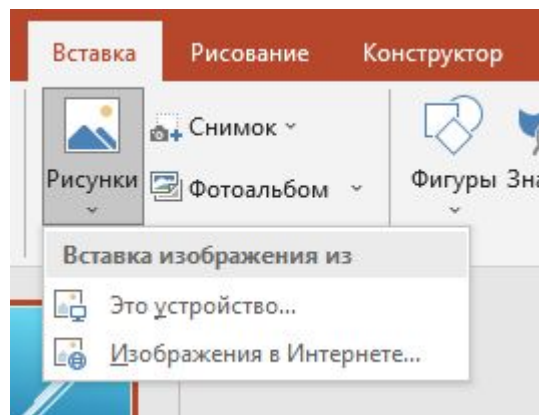 Вставка Рисование Конструктор
Снимок
Рисунки Фотоальбом Фигуры
Вставка изображения из
Это устройство...
Изображения в Интернете...